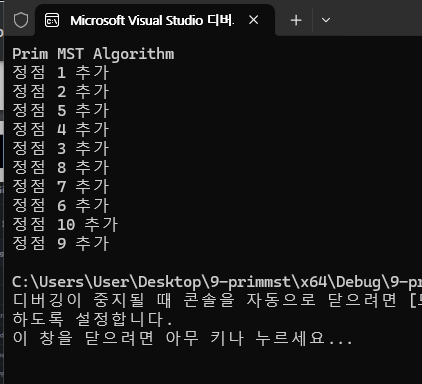 Microsoft Visual Studio 디버
Prim MST Algorithm
정점 1 추가
정점 2 추가
정점 5 추가
정점 4 추가
정점 3 추가
정점 8 추가
정점 7 추가
정점 6 추가
정점 10 추가
정점 9 추가
C:\Users\User\Desktop\9-primmst\x64\Debug\9-pr
디버깅이 중지될 때 콘솔을 자동으로 닫으려면 [
하도록 설정합니다.
이 창을 닫으려면 아무 키나 누르세요...